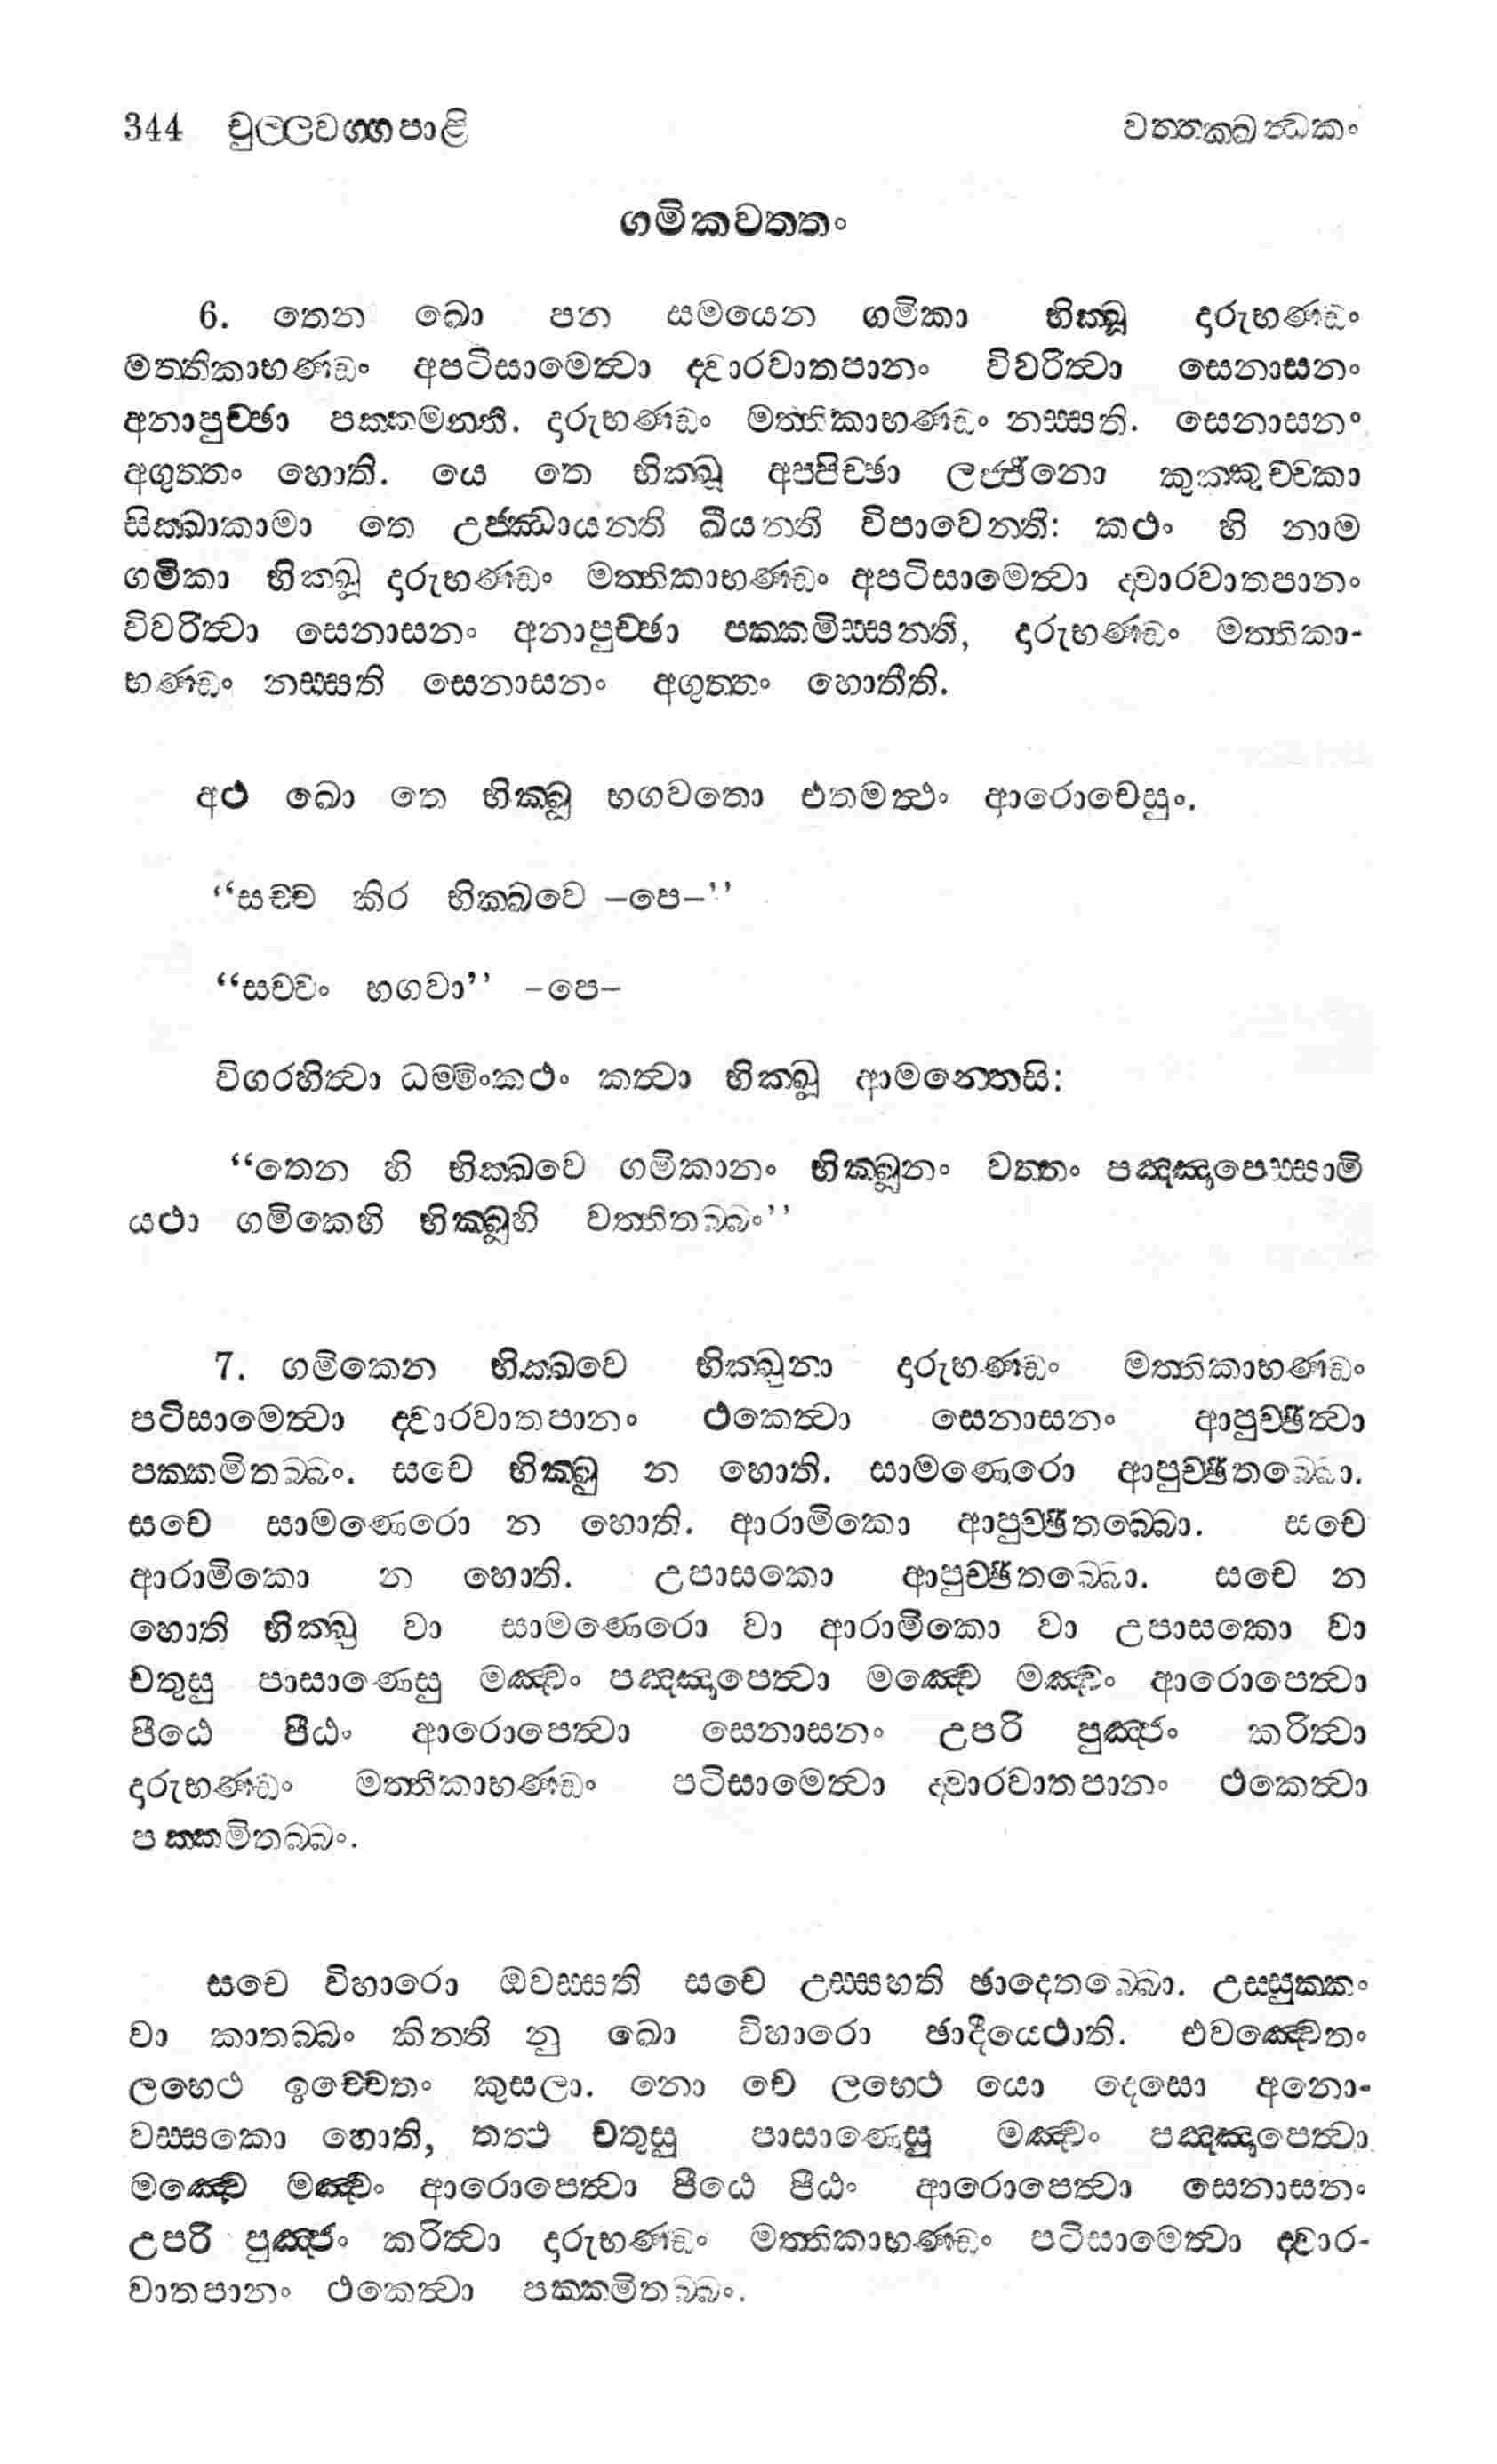 344 චුල්ලවග්ගපාළි වත්තක්ඛන්ධකං
ගමිකවත්තං
6. තෙන ඛො පන සමයෙන ගමිකා භික්ඛූ දාරුභණ්ඩං
මත්තිකාභණ්ඩං අපටිසාමෙත්වා ද්වාරවාතපානං විවරිත්වා සෙනාසනං
අනාපුච්ඡා පක්කමන්ති. දාරුභණ්ඩං මත්තිකාභණ්ඩං නස්සති. සෙනාසනං
අගුත්තං හොති. යෙ තෙ භික්ඛූ අප්පිච්ඡා ලජ්ජිනො කුක්කුච්චකා
සික්ඛාකාමා තෙ උජ්ඣායන්ති ඛීයන්ති විපාචෙන්ති: කථං හි නාම
ගමිකා භික්ඛූ දාරුභණ්ඩං මත්තිකාභණ්ඩං අපටිසාමෙත්වා ද්වාරවාතපානං
විවරිත්වා සෙනාසනං අනාපුච්ඡා පක්කමිස්සන්ති, දාරුභණ්ඩං මත්තිකා-
භණ්ඩං නස්සති සෙනාසනං අගුත්තං හොතීති.
අථ ඛො තෙ භික්ඛූ භගවතො එතමත්ථං ආරොචෙසුං.
“සච්ච කිර භික්ඛවෙ –පෙ–”
“සච්චං භගවා” –පෙ–
විගරහිත්වා ධම්මිංකථං කත්වා භික්ඛූ ආමන්තෙසි:
“තෙන හි භික්ඛවෙ ගමිකානං භික්ඛූනං වත්තං පඤ්ඤපෙස්සාමි
යථා ගමිකෙහි භික්ඛූහි වත්තිතබ්බං”
7. ගමිකෙන භික්ඛවෙ භික්ඛුනා දාරුභණ්ඩං මත්තිකාභණ්ඩං
පටිසාමෙත්වා ද්වාරවාතපානං ථකෙත්වා සෙනාසනං ආපුච්ඡිත්වා
පක්කමිතබ්බං. සචෙ භික්ඛු න හොති. සාමණෙරො ආපුච්ඡිතබ්බො.
සචෙ සාමණෙරො න හොති. ආරාමිකො ආපුච්ඡිතබ්බො. සචෙ
ආරාමිකො න හොති. උපාසකො ආපුච්ඡිතබ්බො. සචෙ න
හොති භික්ඛු වා සාමණෙරො වා ආරාමිකො වා උපාසකො වා
චතුසු පාසාණෙසු මඤ්චං පඤ්ඤපෙත්වා මඤ්චෙ මඤ්චං ආරොපෙත්වා
පීඨෙ පීඨං ආරොපෙත්වා සෙනාසනං උපරි පුඤ්ජං කරිත්වා
දාරුභණ්ඩං මත්තිකාභණ්ඩං පටිසාමෙත්වා ද්වාරවාතපානං ථකෙත්වා
පක්කමිතබ්බං.
සචෙ විහාරො ඔවස්සති සචෙ උස්සහති ඡාදෙතබ්බො. උස්සුක්කං
වා කාතබ්බං කින්ති නු ඛො විහාරො ඡාදීයෙථාති. එවඤ්චෙතං
ලභෙථ ඉච්චෙතං කුසලා. නො චෙ ලභෙථ යො දෙසො අනො-
වස්සකො හොති, තත්ථ චතුසු පාසාණෙසු මඤ්චං පඤ්ඤපෙත්වා
මඤ්චෙ මඤ්චං ආරොපෙත්වා පීඨෙ පීඨං ආරොපෙත්වා සෙනාසනං
උපරි පුඤ්ජං කරිත්වා දාරුභණ්ඩං මත්තිකාභණ්ඩං පටිසාමෙත්වා ද්වාර-
වාතපානං ථකෙත්වා පක්කමිතබ්බං.